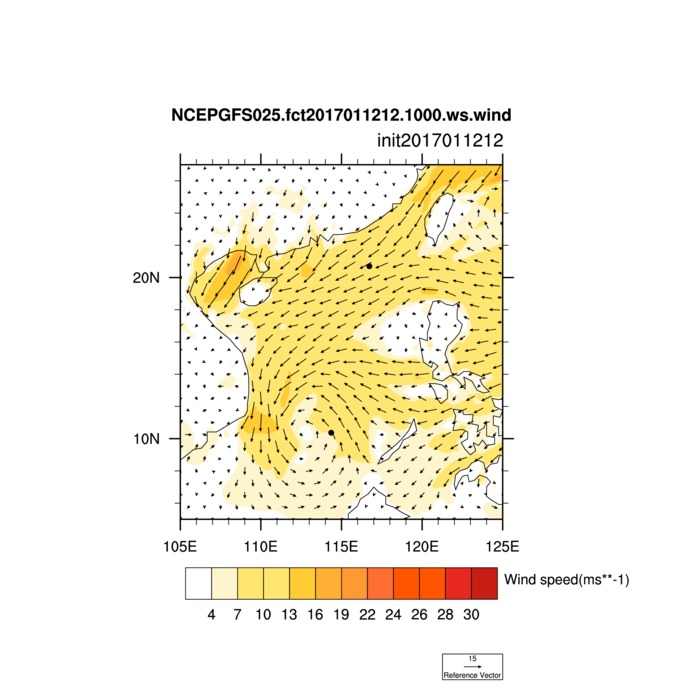 NCEPGFS025.fct2017011212.1000.ws.wind
init2017011212
20N
10N
105E 110E 115E 120E 125E
Wind speed(ms**-1)
4 7 10 13 16 19 22 24 26 28 30
15
Reference Vector